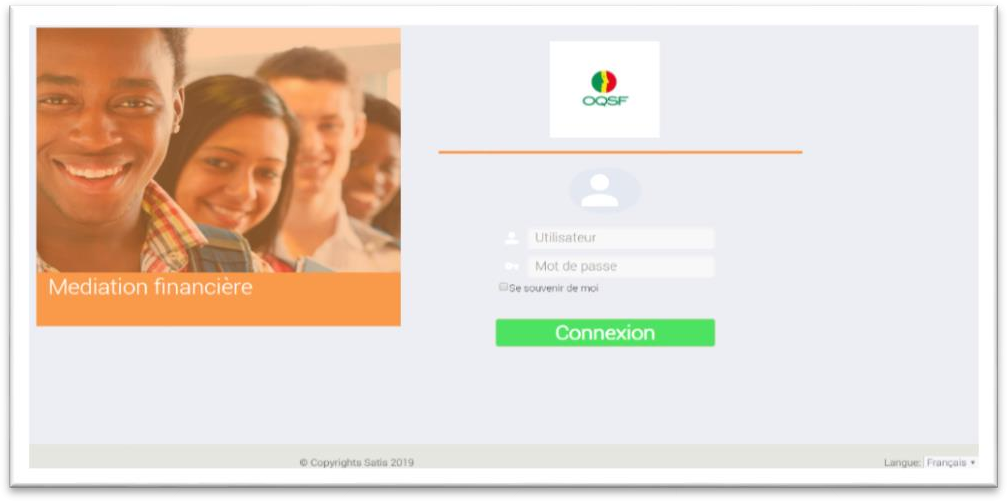 OQSF
Mediation financière
Utilisateur
Mot de passe
Se souvenir de moi
Connexion
© Copyrights Satis 2019
Langue: Français